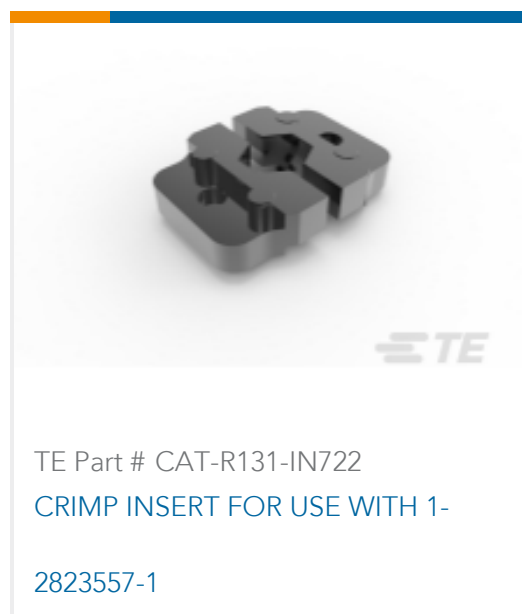 TE
TE Part # CAT-R131-IN722
CRIMP INSERT FOR USE WITH 1-
2823557-1